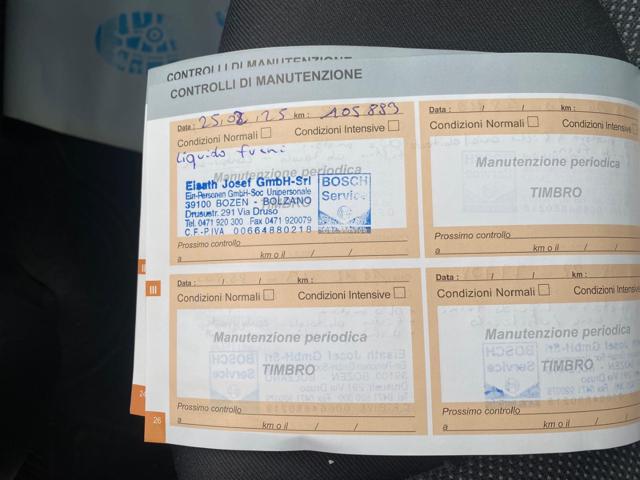 CONTROLLI DI MANUTENZIONE
CONTROLLI DI MANUTENZIONE
Data : 25.08.25 km : 105 889
Condizioni Normali Condizioni Intensive
Liquido freni
Manutenzione periodica
TIMBRO
Elsath Josef GmbH-Srl
Ein-Personen GmbH-Soc Unipersonale
39100 BOZEN - BOLZANO
Drususstr. 291 Via Druso
Tel. 0471 920 300 Fax 0471 920079
C.F.-P.IVA 00664880218
BOSCH
Service
Prossimo controllo
a km o il / /
Data : / / km :
Condizioni Normali Condizioni Intensive
Manutenzione periodica
TIMBRO
Prossimo controllo
a km o il / /
III
Data : / / km :
Condizioni Normali Condizioni Intensive
Manutenzione periodica
TIMBRO
Prossimo controllo
a km o il / /
Data : / / km :
Condizioni Normali Condizioni Intensive
Manutenzione periodica
TIMBRO
Prossimo controllo
a km o il / /
24
26